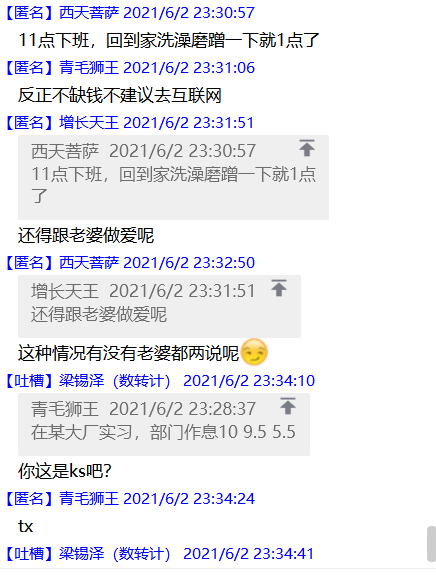 【匿名】西天菩萨 2021/6/2 23:30:57
11点下班，回到家洗澡磨蹭一下就1点了
【匿名】青毛狮王 2021/6/2 23:31:06
反正不缺钱不建议去互联网
【匿名】增长天王 2021/6/2 23:31:51
西天菩萨 2021/6/2 23:30:57
11点下班，回到家洗澡磨蹭一下就1点
了
还得跟老婆做爱呢
【匿名】西天菩萨 2021/6/2 23:32:50
增长天王 2021/6/2 23:31:51
还得跟老婆做爱呢
这种情况有没有老婆都两说呢
【吐槽】梁锡泽（数转计） 2021/6/2 23:34:10
青毛狮王 2021/6/2 23:28:37
在某大厂实习，部门作息10 9.5 5.5
你这是ks吧?
【匿名】青毛狮王 2021/6/2 23:34:24
tx
【吐槽】梁锡泽（数转计） 2021/6/2 23:34:41